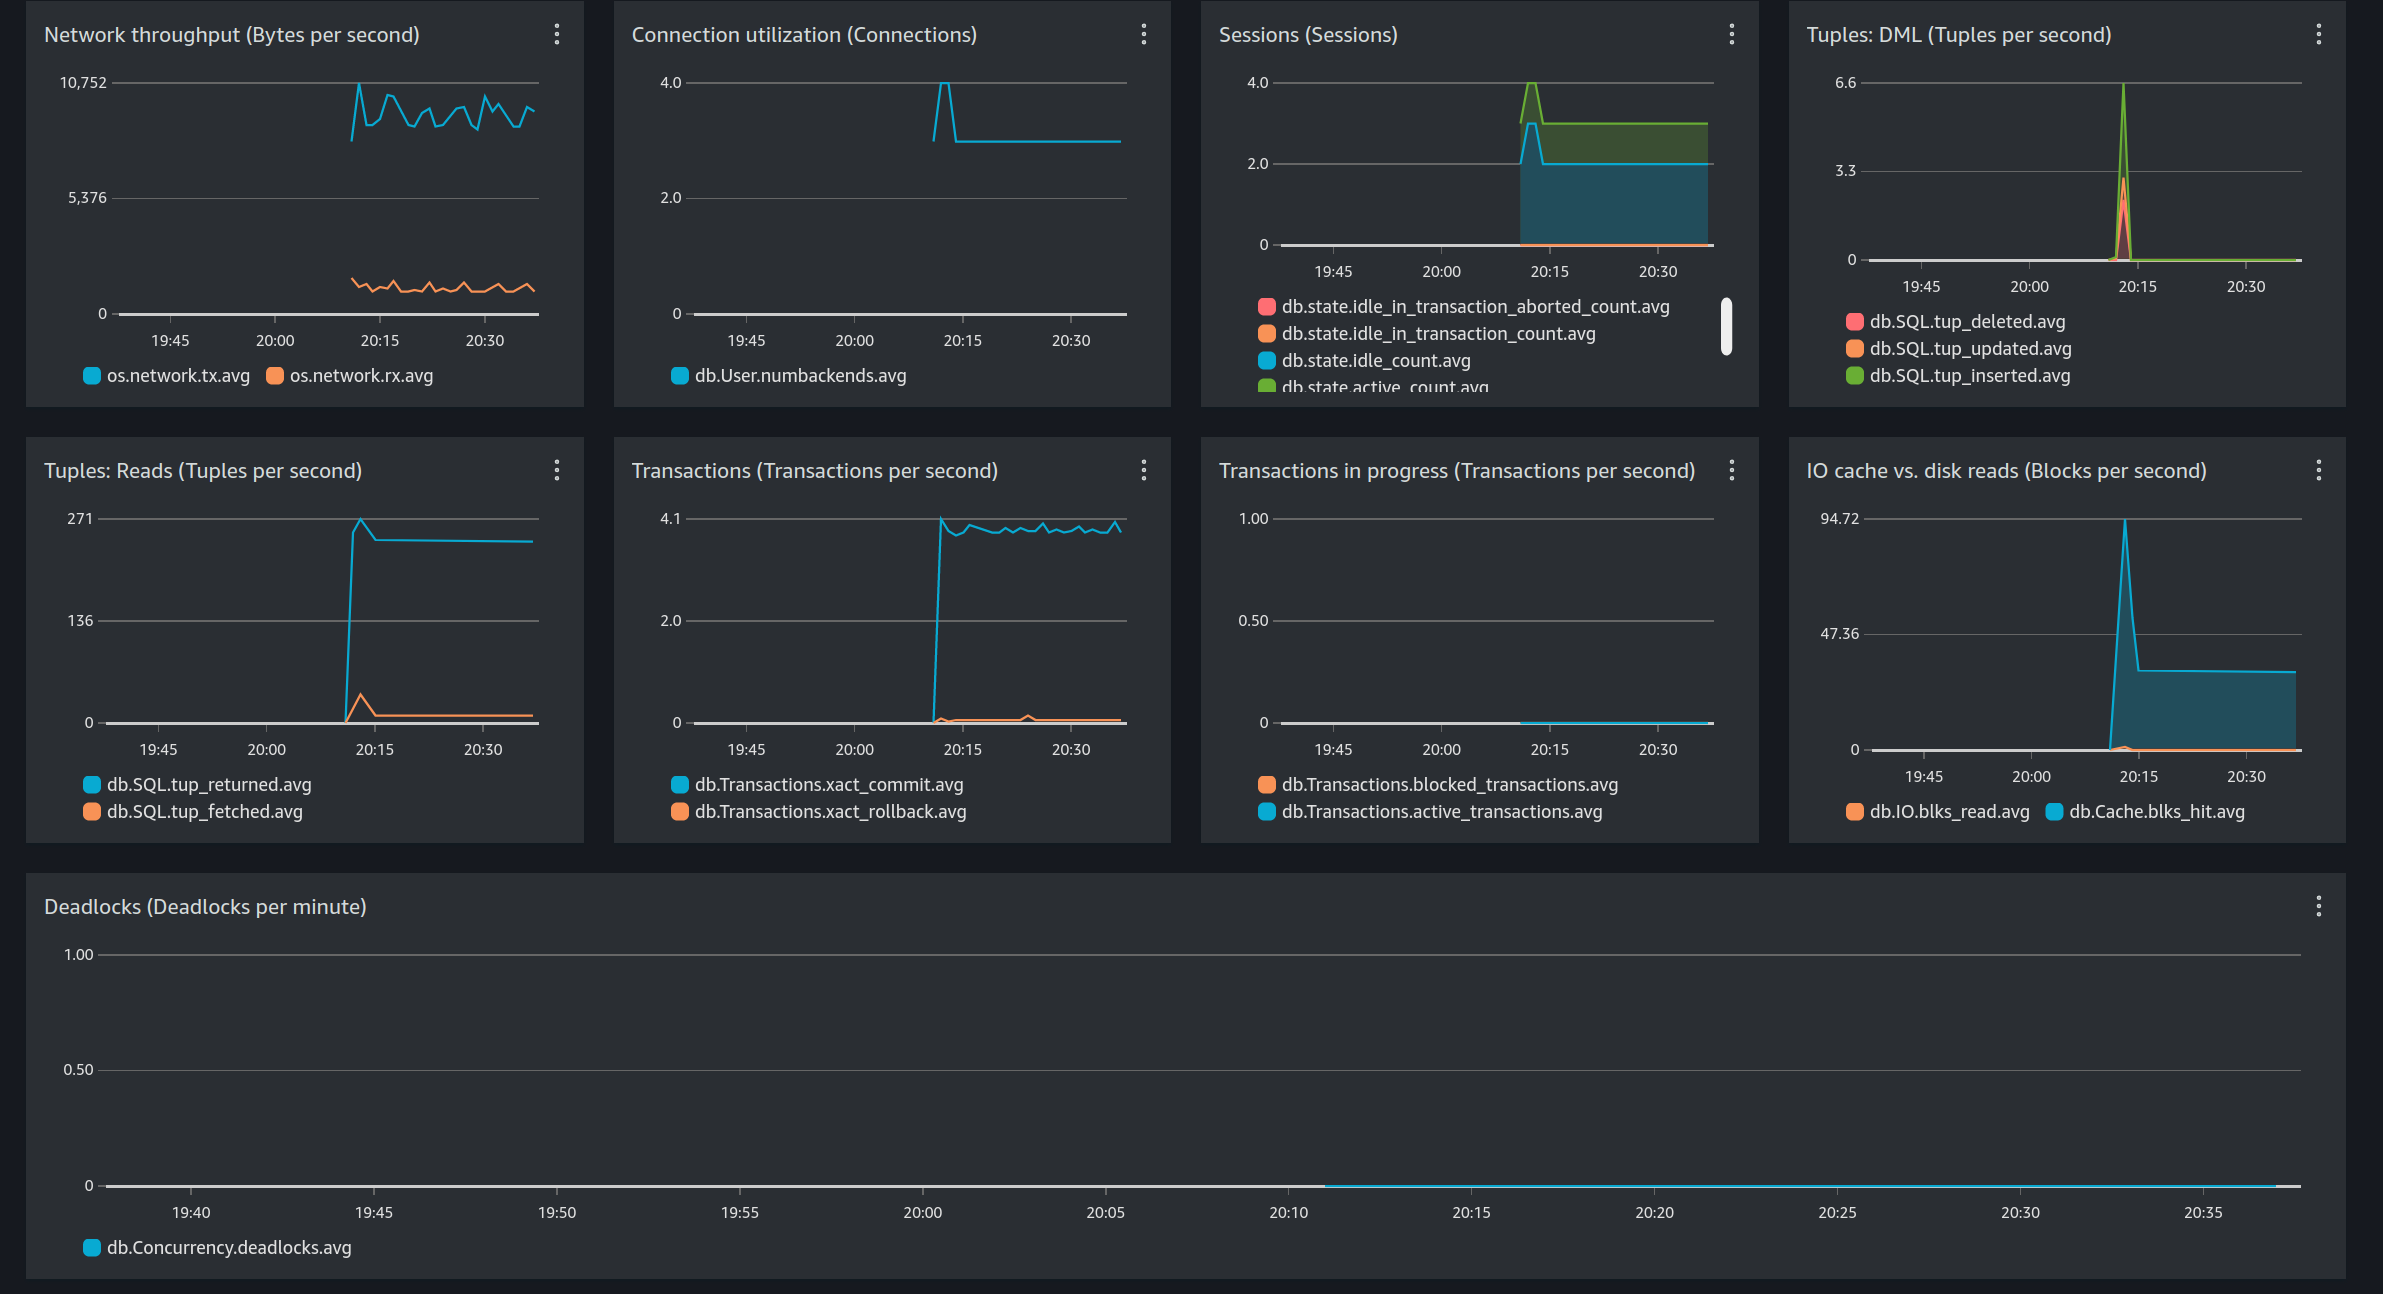 Network throughput (Bytes per second)
10,752
5,376
0
19:45 20:00 20:15 20:30
os.network.tx.avg os.network.rx.avg
Connection utilization (Connections)
4.0
2.0
0
19:45 20:00 20:15 20:30
db.User.numbackends.avg
Sessions (Sessions)
4.0
2.0
0
19:45 20:00 20:15 20:30
db.state.idle_in_transaction_aborted_count.avg
db.state.idle_in_transaction_count.avg
db.state.idle_count.avg
db.state.active_count.avg
Tuples: DML (Tuples per second)
6.6
3.3
0
19:45 20:00 20:15 20:30
db.SQL.tup_deleted.avg
db.SQL.tup_updated.avg
db.SQL.tup_inserted.avg
Tuples: Reads (Tuples per second)
271
136
0
19:45 20:00 20:15 20:30
db.SQL.tup_returned.avg
db.SQL.tup_fetched.avg
Transactions (Transactions per second)
4.1
2.0
0
19:45 20:00 20:15 20:30
db.Transactions.xact_commit.avg
db.Transactions.xact_rollback.avg
Transactions in progress (Transactions per second)
1.00
0.50
0
19:45 20:00 20:15 20:30
db.Transactions.blocked_transactions.avg
db.Transactions.active_transactions.avg
IO cache vs. disk reads (Blocks per second)
94.72
47.36
0
19:45 20:00 20:15 20:30
db.IO.blks_read.avg db.Cache.blks_hit.avg
Deadlocks (Deadlocks per minute)
1.00
0.50
0
19:40 19:45 19:50 19:55 20:00 20:05 20:10 20:15 20:20 20:25 20:30 20:35
db.Concurrency.deadlocks.avg